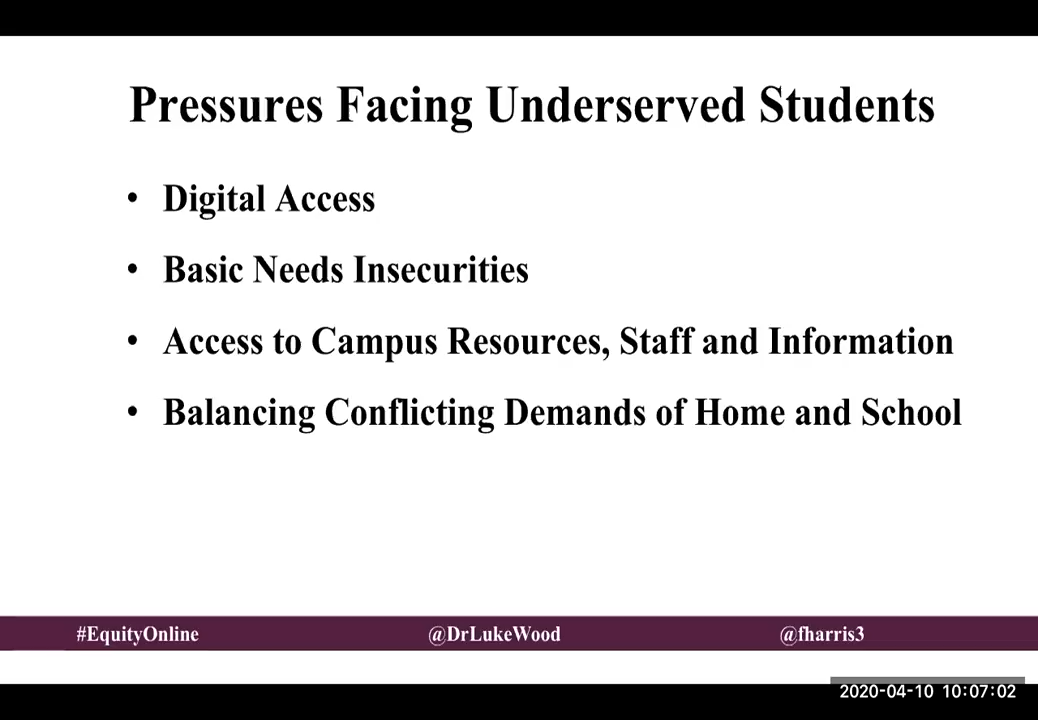 Pressures Facing Underserved Students
• Digital Access
• Basic Needs Insecurities
• Access to Campus Resources, Staff and Information
• Balancing Conflicting Demands of Home and School
#EquityOnline @DrLukeWood @fharris3
2020-04-10 10:07:02